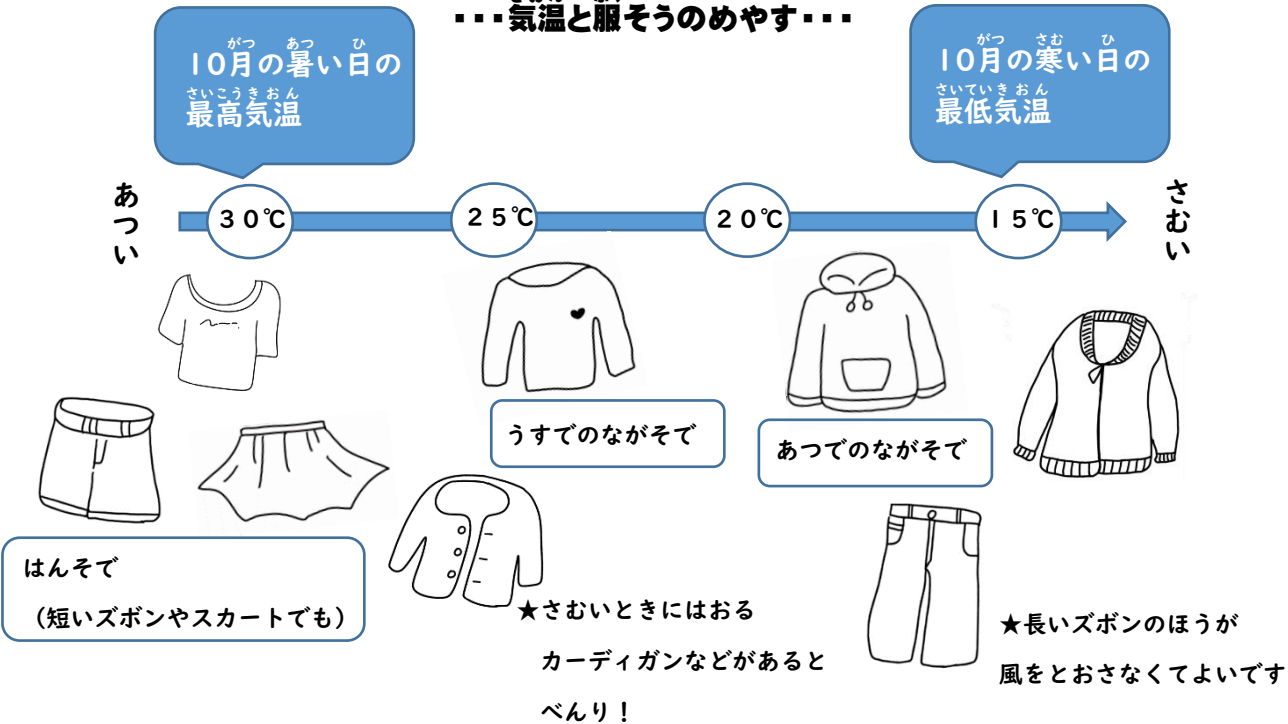 ・・・気温と服そうのめやす・・・
10月の暑い日の
最高気温
10月の寒い日の
最低気温
あつい
30℃
25℃
20℃
15℃
さむい
うすでのながそで
あつでのながそで
はんそで
（短いズボンやスカートでも）
★さむいときにはおる
カーディガンなどがあると
べんり！
★長いズボンのほうが
風をとおさなくてよいです